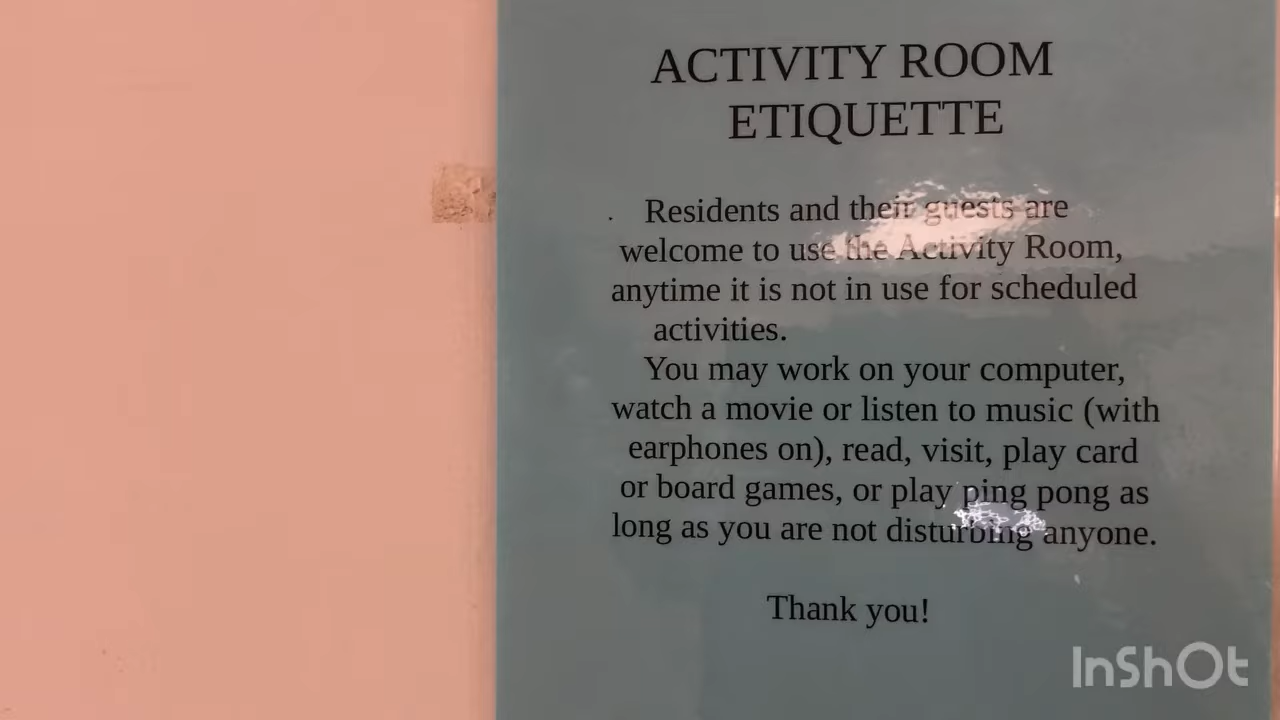 ACTIVITY ROOM
ETIQUETTE
. Residents and their guests are
welcome to use the Activity Room,
anytime it is not in use for scheduled
activities.
You may work on your computer,
watch a movie or listen to music (with
earphones on), read, visit, play card
or board games, or play ping pong as
long as you are not disturbing anyone.
Thank you!
InShOt